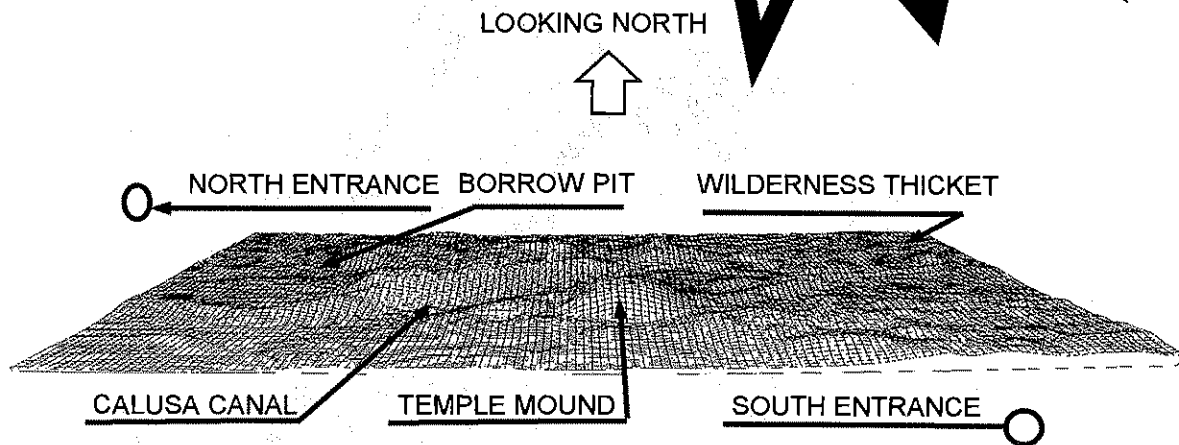 LOOKING NORTH
NORTH ENTRANCE BORROW PIT WILDERNESS THICKET
CALUSA CANAL TEMPLE MOUND SOUTH ENTRANCE